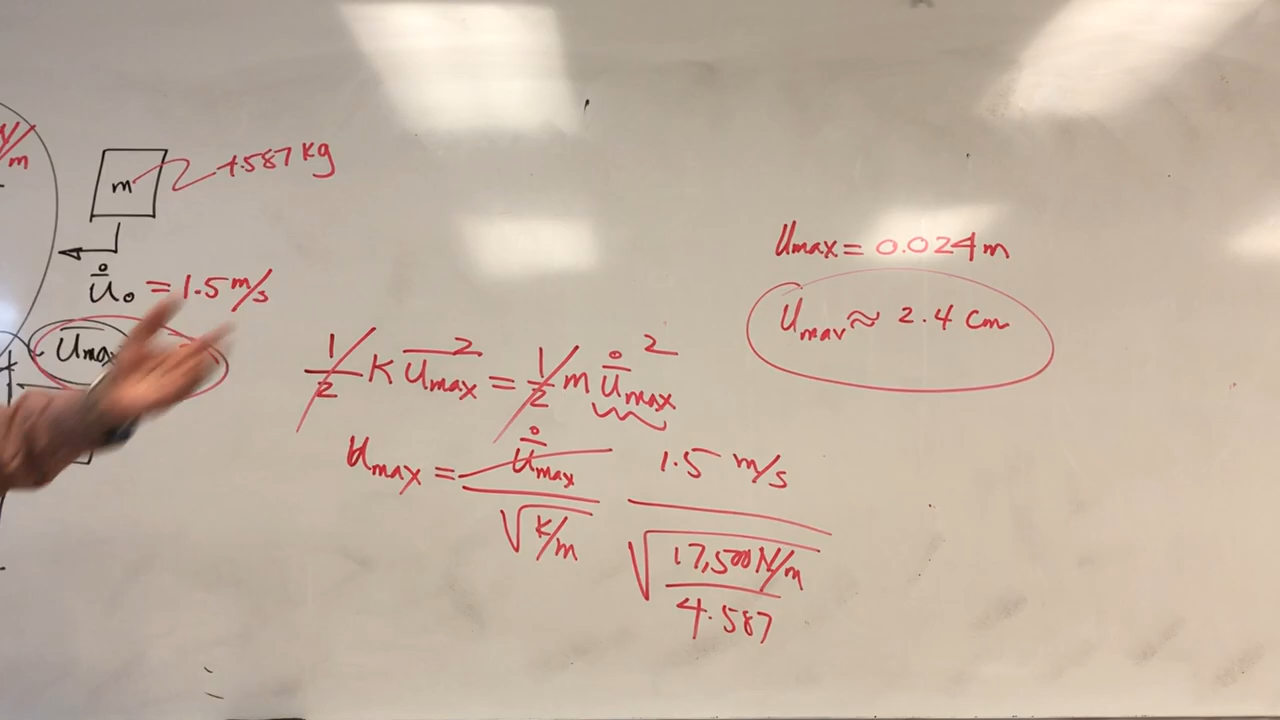 m 4.587 kg
u̇₀ = 1.5 m/s
Umax
1/2 K Umax² = 1/2 m u̇max²
Umax = u̇max / √(K/m) 1.5 m/s / √(17,500 N/m / 4.587)
Umax = 0.024 m
Umax ≈ 2.4 cm